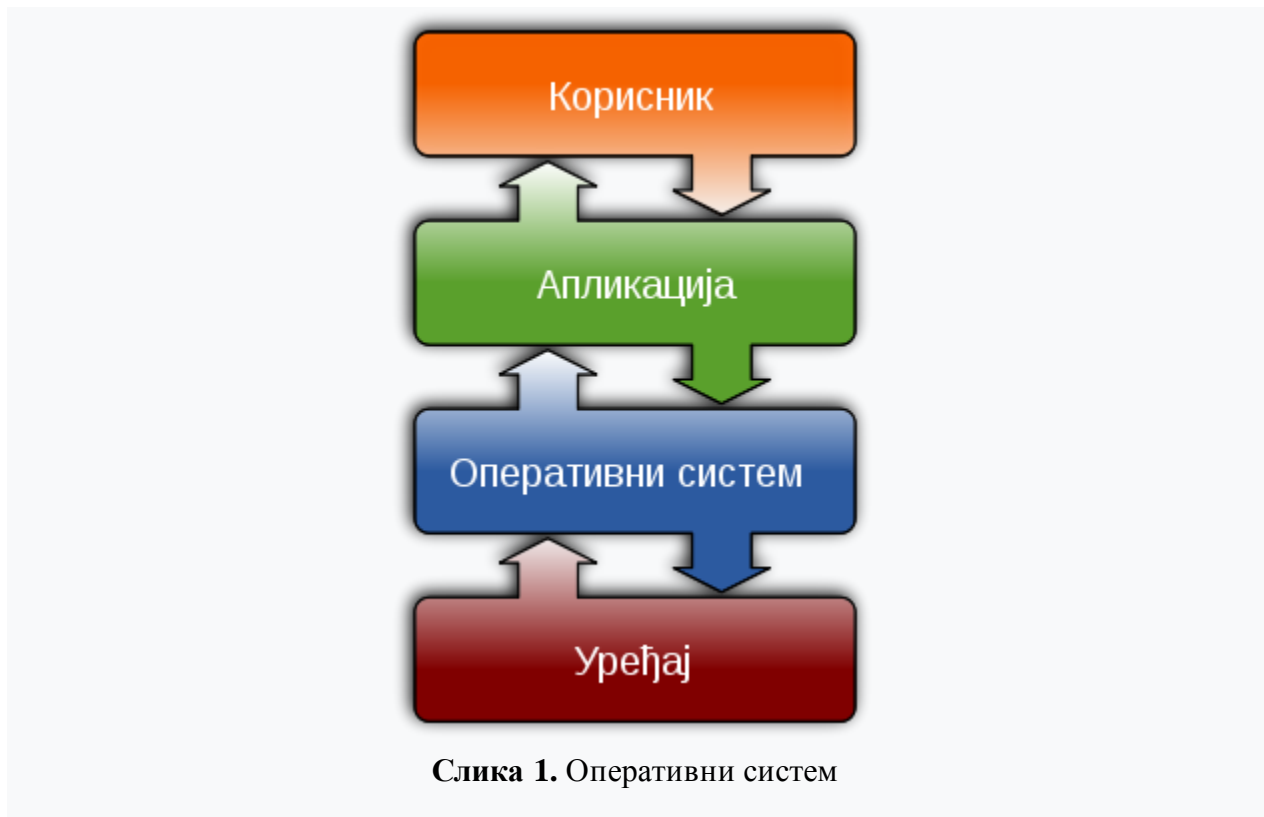 Корисник
Апликација
Оперативни систем
Уређај
Слика 1. Оперативни систем